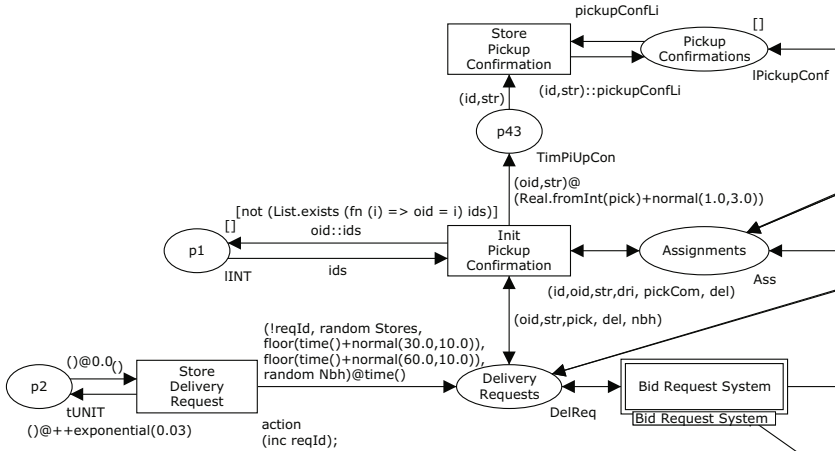 pickupConfLi
[]
Store
Pickup
Confirmation
Pickup
Confirmations
lPickupConf
(id,str)
(id,str)::pickupConfLi
p43
TimPiUpCon
(oid,str)@
(Real.fromInt(pick)+normal(1.0,3.0))
[not (List.exists (fn (i) => oid = i) ids)]
[]
oid::ids
p1
Init
Pickup
Confirmation
Assignments
lINT
ids
Ass
(id,oid,str,dri, pickCom, del)
(oid,str,pick, del, nbh)
(!reqId, random Stores,
floor(time()+normal(30.0,10.0)),
floor(time()+normal(60.0,10.0)),
random Nbh)@time()
()@0.0
()
p2
Store
Delivery
Request
Delivery
Requests
Bid Request System
tUNIT
DelReq
Bid Request System
()@++exponential(0.03)
action
(inc reqId);